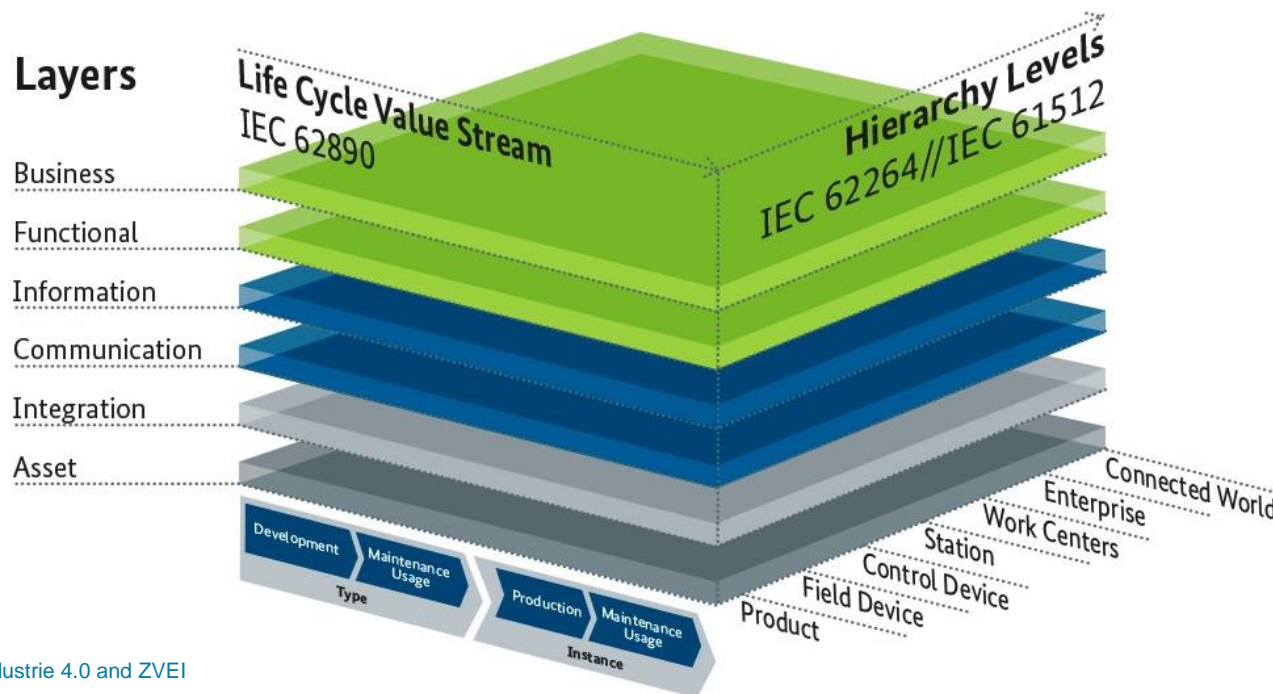 Layers
Life Cycle Value Stream
IEC 62890
Hierarchy Levels
IEC 62264//IEC 61512
Business
Functional
Information
Communication
Integration
Asset
Development
Maintenance
Usage
Type
Production
Maintenance
Usage
Instance
Connected World
Enterprise
Work Centers
Station
Control Device
Field Device
Product
4.0 and ZVEI